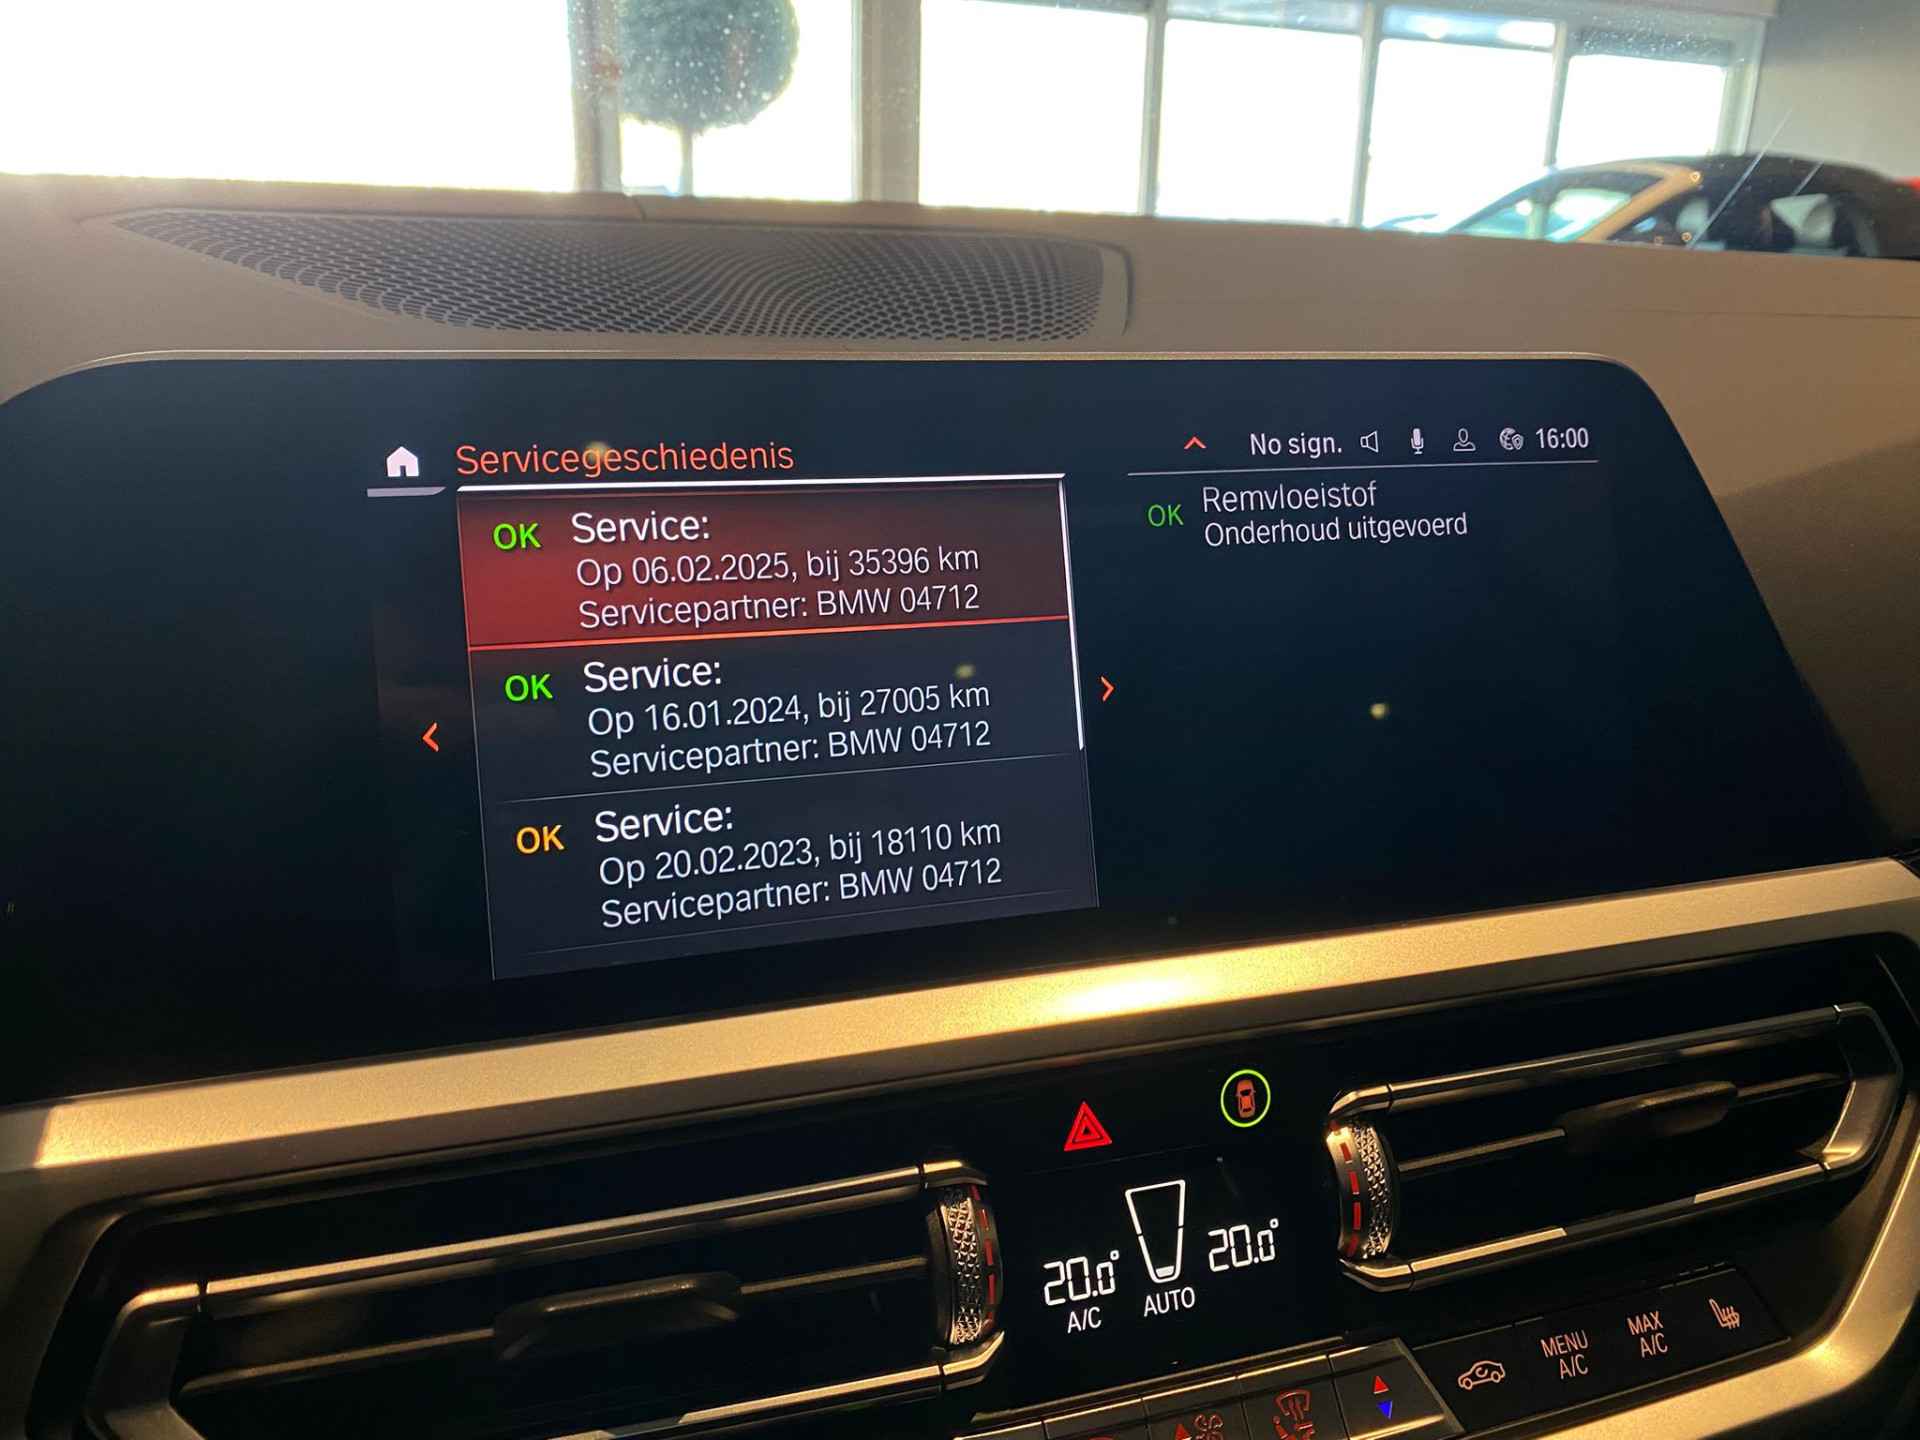 Servicegeschiedenis
No sign. 16:00
OK Service:
Op 06.02.2025, bij 35396 km
Servicepartner: BMW 04712
OK Service:
Op 16.01.2024, bij 27005 km
Servicepartner: BMW 04712
OK Service:
Op 20.02.2023, bij 18110 km
Servicepartner: BMW 04712
OK Remvloeistof
Onderhoud uitgevoerd
20.0° 20.0°
A/C AUTO
MENU
A/C
MAX
A/C